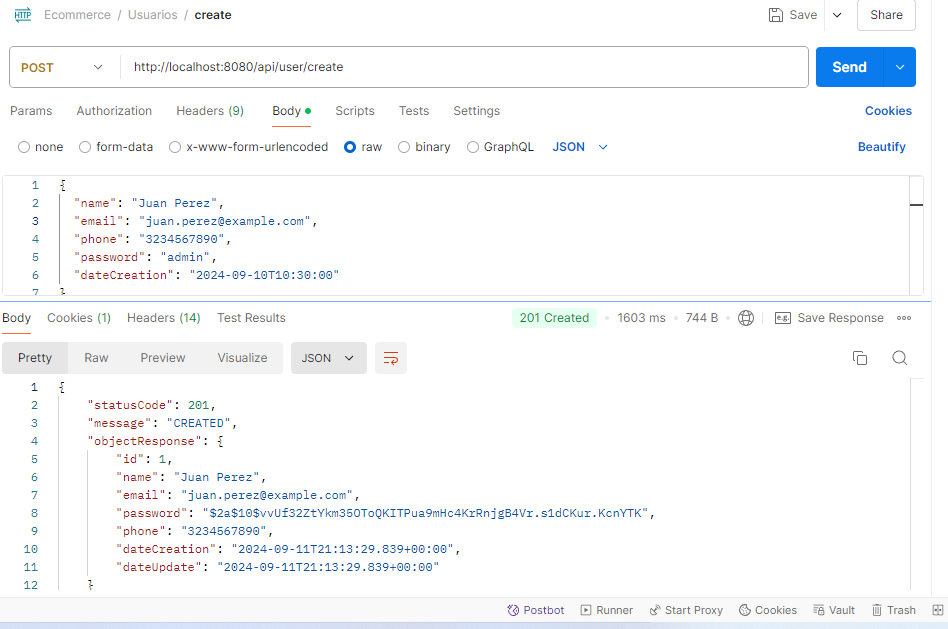 HTTP Ecommerce / Usuarios / create Save Share
POST http://localhost:8080/api/user/create Send
Params Authorization Headers (9) Body Scripts Tests Settings Cookies
none form-data x-www-form-urlencoded raw binary GraphQL JSON Beautify
1 {
2 "name": "Juan Perez",
3 "email": "juan.perez@example.com",
4 "phone": "3234567890",
5 "password": "admin",
6 "dateCreation": "2024-09-10T10:30:00"
7 }
Body Cookies (1) Headers (14) Test Results 201 Created 1603 ms 744 B e.g. Save Response
Pretty Raw Preview Visualize JSON
1 {
2 "statusCode": 201,
3 "message": "CREATED",
4 "objectResponse": {
5 "id": 1,
6 "name": "Juan Perez",
7 "email": "juan.perez@example.com",
8 "password": "$2a$10$vvUf32ZtYkm35OToQKITPua9mHc4KrRnjgB4Vr.s1dCKur.KcnYTK",
9 "phone": "3234567890",
10 "dateCreation": "2024-09-11T21:13:29.839+00:00",
11 "dateUpdate": "2024-09-11T21:13:29.839+00:00"
12 }
Postbot Runner Start Proxy Cookies Vault Trash